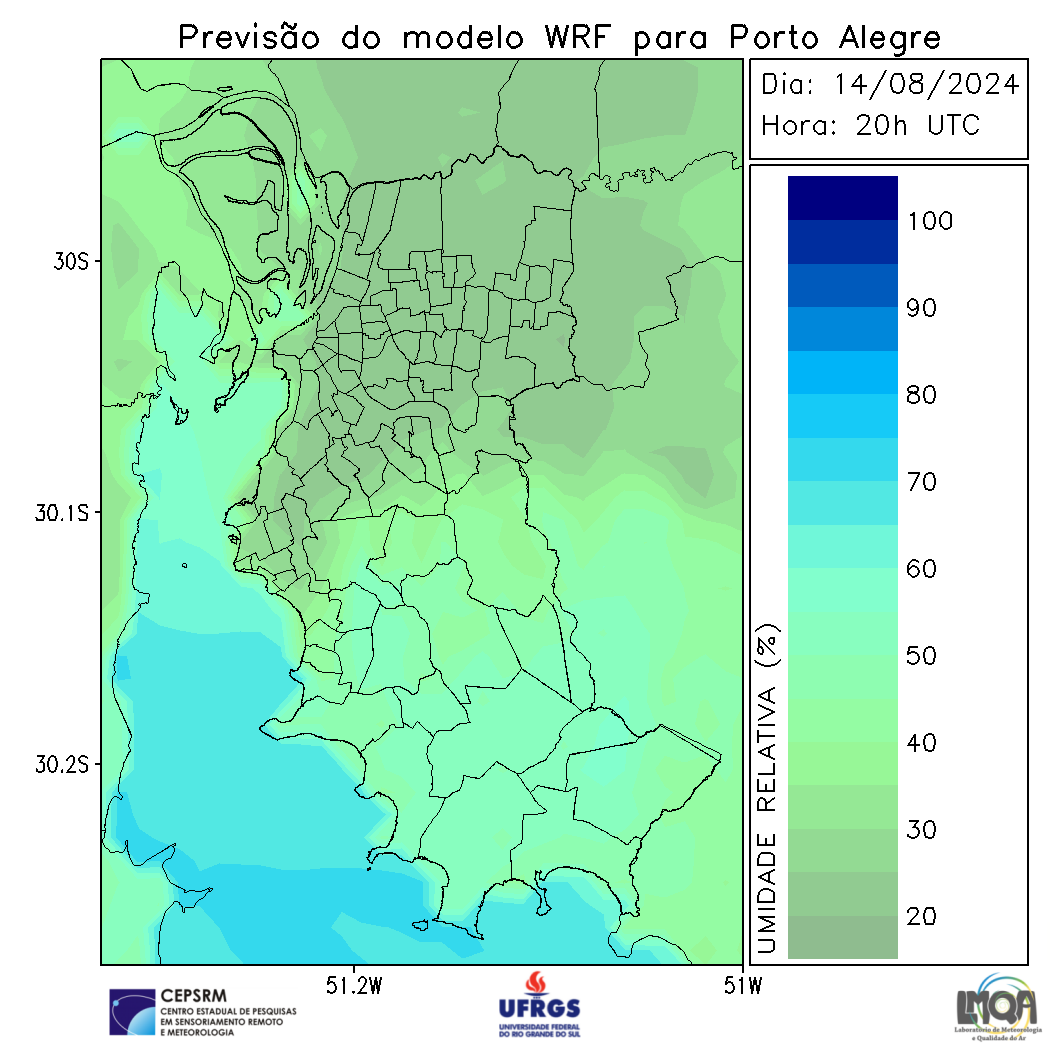 Previsão do modelo WRF para Porto Alegre
Dia: 14/08/2024
Hora: 20h UTC
30S
30.1S
30.2S
51.2W
51W
100
90
80
70
60
50
40
30
20
UMIDADE RELATIVA (%)
CEPSRM
CENTRO ESTADUAL DE PESQUISAS
EM SENSORIAMENTO REMOTO
E METEOROLOGIA
UFRGS
UNIVERSIDADE FEDERAL
DO RIO GRANDE DO SUL
LMQA
Laboratório de Meteorologia
e Qualidade do Ar